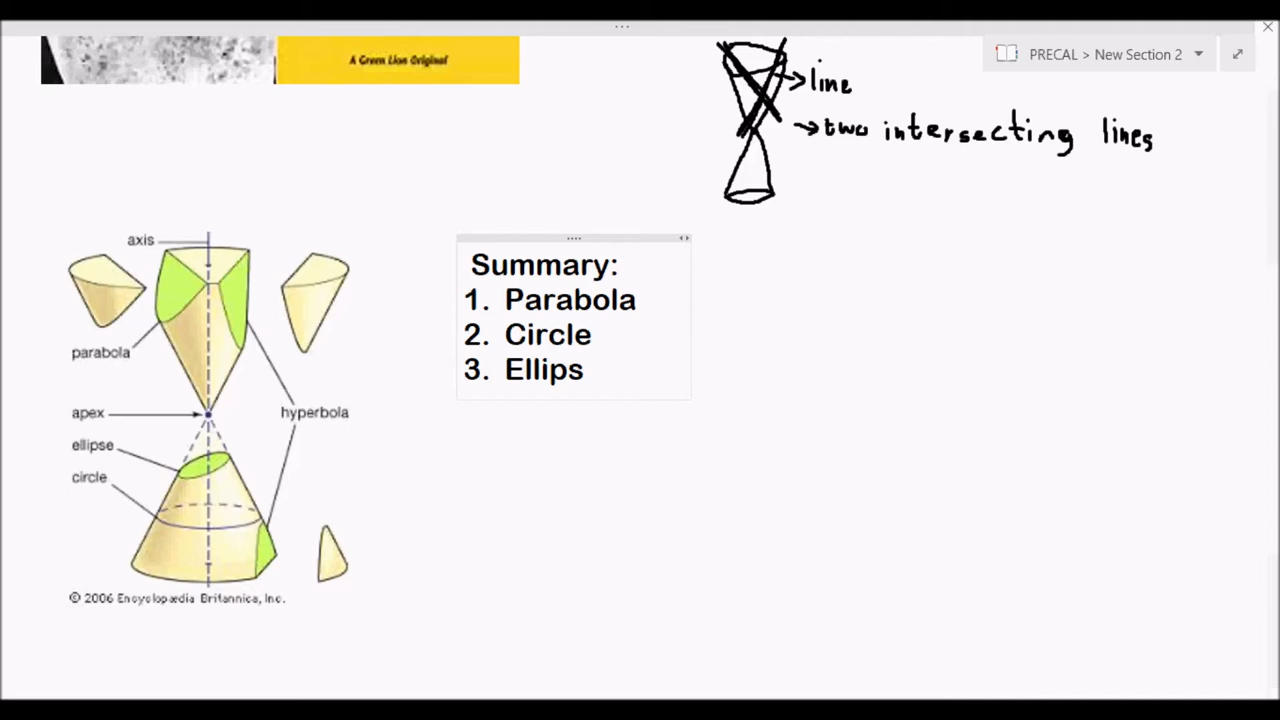 A Green Lion Original
PRECAL > New Section 2
line
two intersecting lines
axis
parabola
apex
hyperbola
ellipse
circle
© 2006 Encyclopædia Britannica, Inc.
Summary:
1. Parabola
2. Circle
3. Ellips